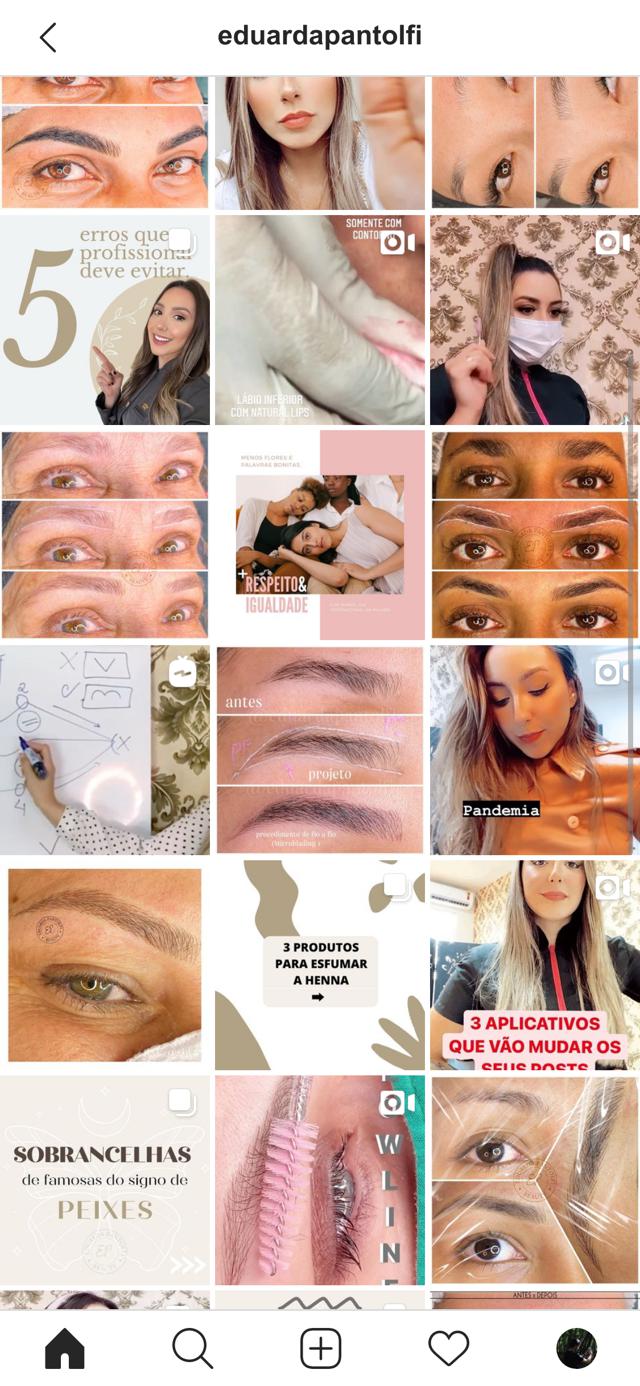 eduardapantolfi
5
erros que
profissional
deve evitar.
SOMENTE COM
LÁBIO INFERIOR
COM NATURAL LIPS
MENOS FLORES E
PALAVRAS BONITAS,
+
RESPEITO&
IGUALDADE
antes
projeto
procedimento de fio a fio
(Microblading)
Pandemia
3 PRODUTOS
PARA ESFUMAR
A HENNA
3 APLICATIVOS
QUE VÃO MUDAR OS
SEUS POSTS
SOBRANCELHAS
de famosas do signo de
PEIXES
W
L
I
N
E
ANTES x DEPOIS